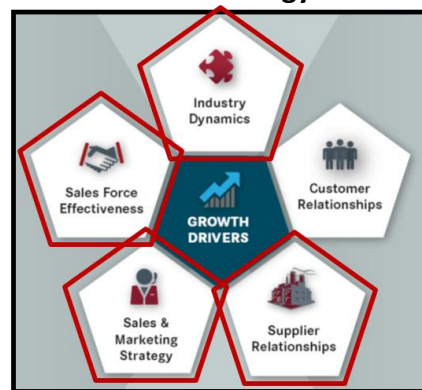 Industry
Dynamics
Sales Force
Effectiveness
Customer
Relationships
GROWTH
DRIVERS
Sales &
Marketing
Strategy
Supplier
Relationships